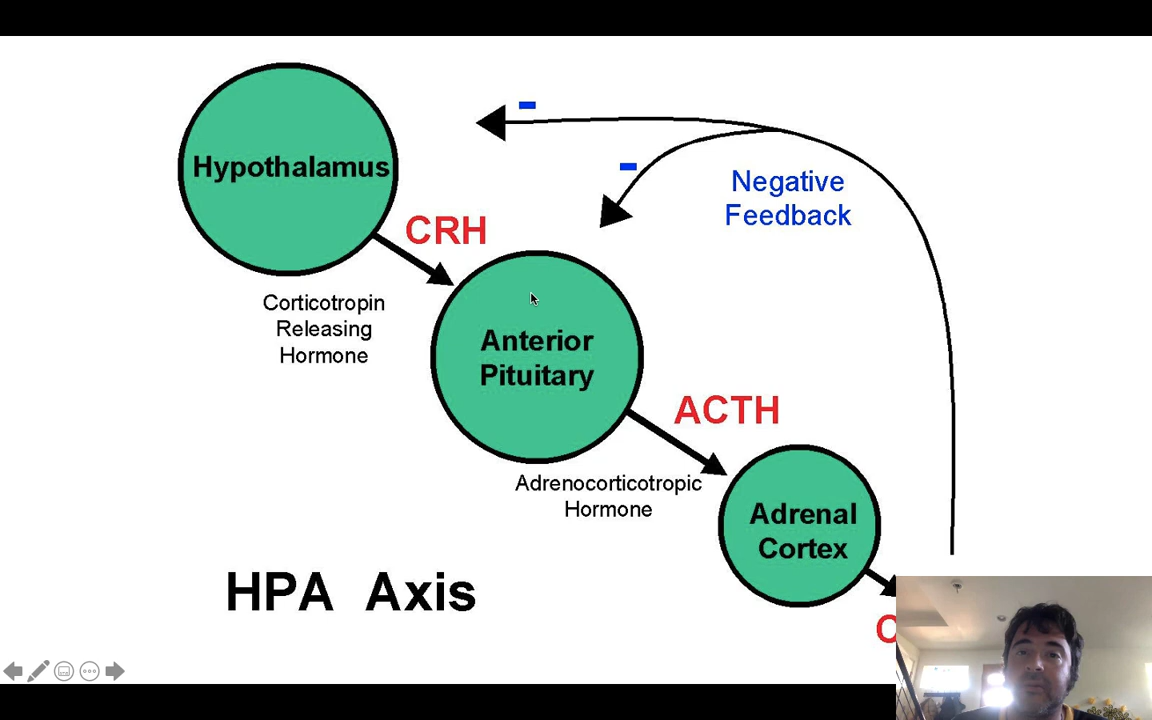 Hypothalamus
-
-
Negative
Feedback
CRH
Corticotropin
Releasing
Hormone
Anterior
Pituitary
ACTH
Adrenocorticotropic
Hormone
Adrenal
Cortex
HPA Axis